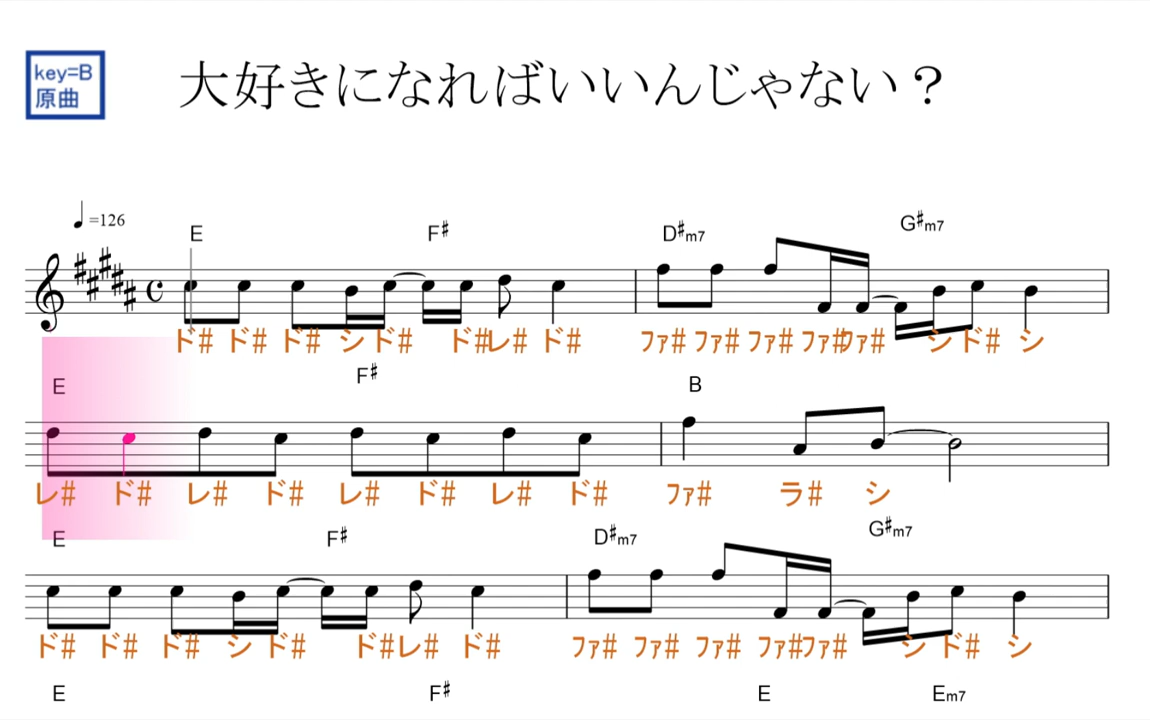 key=B
原曲
大好きになればいいんじゃない？
=126
E F# D#m7 G#m7
ド# ド# ド# シ ド# ド# レ# ド# ファ# ファ# ファ# ファ# ファ# シ ド# シ
E F# B
レ# ド# レ# ド# レ# ド# レ# ド# ファ# ラ# シ
E F# D#m7 G#m7
ド# ド# ド# シ ド# ド# レ# ド# ファ# ファ# ファ# ファ# ファ# シ ド# シ
E F# E Em7